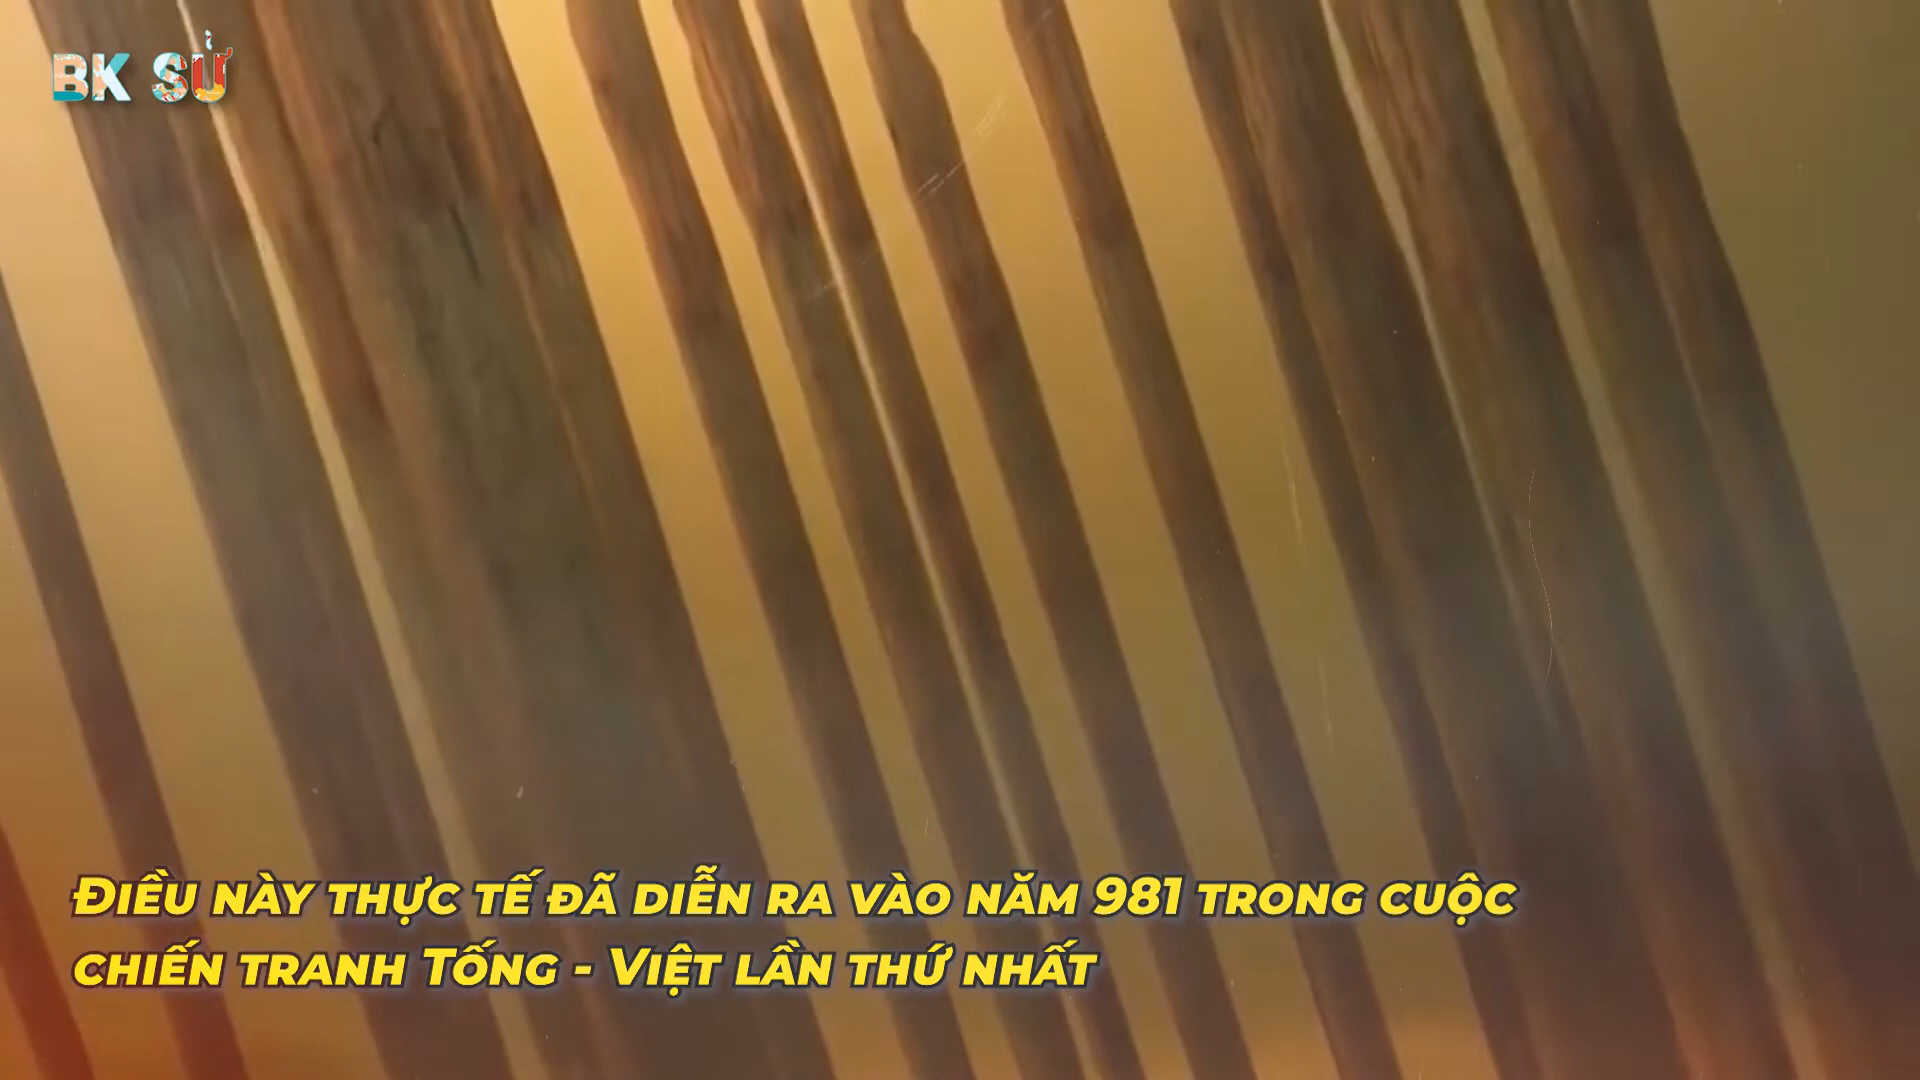 BK SỬ
Điều này thực tế đã diễn ra vào năm 981 trong cuộc
chiến tranh Tống - Việt lần thứ nhất